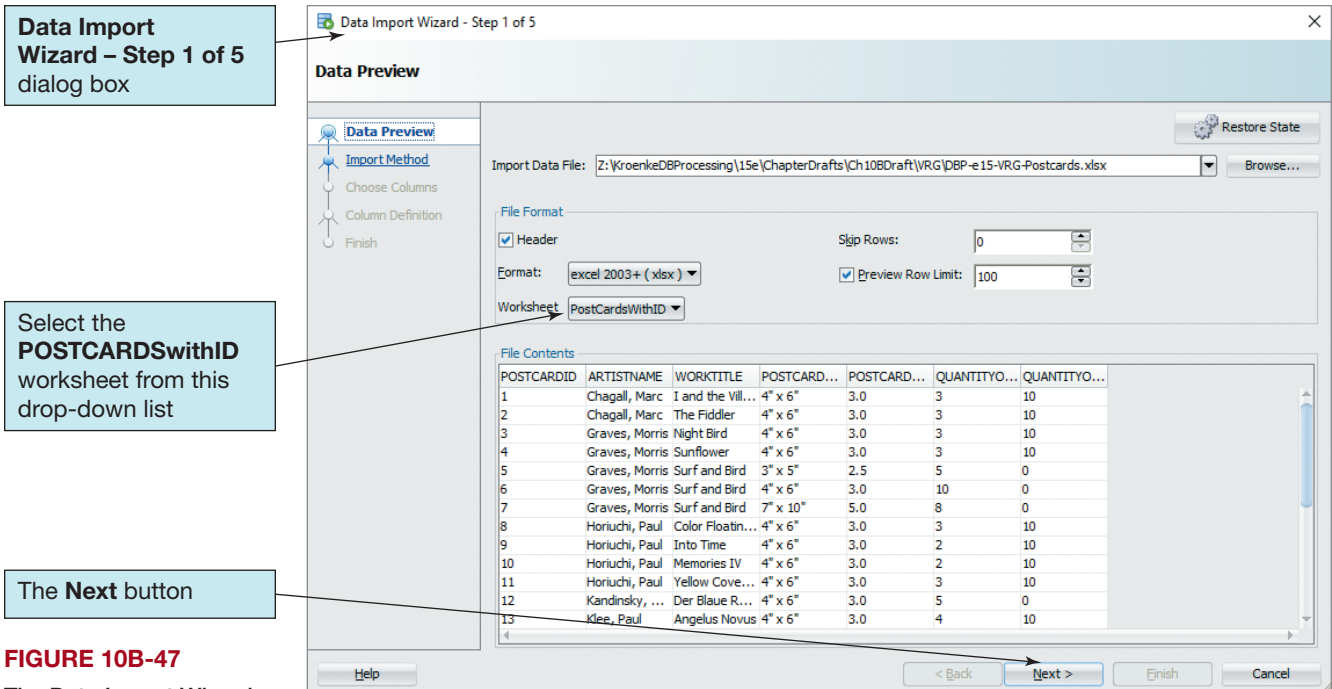 Data Import
Wizard – Step 1 of 5
dialog box
Select the
POSTCARDSwithID
worksheet from this
drop-down list
The Next button
FIGURE 10B-47
Data Import Wizard - Step 1 of 5
Data Preview
Data Preview
Import Method
Choose Columns
Column Definition
Finish
Restore State
Import Data File: Z:\KroenkeDBProcessing\15e\ChapterDrafts\Ch10BDraft\VRG\DBP-e15-VRG-Postcards.xlsx Browse...
File Format
Header Skip Rows: 0
Format: excel 2003+ ( xlsx ) Preview Row Limit: 100
Worksheet PostCardsWithID
File Contents
POSTCARDID ARTISTNAME WORKTITLE POSTCARD... POSTCARD... QUANTITYO... QUANTITYO...
1 Chagall, Marc I and the Vill... 4" x 6" 3.0 3 10
2 Chagall, Marc The Fiddler 4" x 6" 3.0 3 10
3 Graves, Morris Night Bird 4" x 6" 3.0 3 10
4 Graves, Morris Sunflower 4" x 6" 3.0 3 10
5 Graves, Morris Surf and Bird 3" x 5" 2.5 5 0
6 Graves, Morris Surf and Bird 4" x 6" 3.0 10 0
7 Graves, Morris Surf and Bird 7" x 10" 5.0 8 0
8 Horiuchi, Paul Color Floatin... 4" x 6" 3.0 3 10
9 Horiuchi, Paul Into Time 4" x 6" 3.0 2 10
10 Horiuchi, Paul Memories IV 4" x 6" 3.0 2 10
11 Horiuchi, Paul Yellow Cove... 4" x 6" 3.0 3 10
12 Kandinsky, ... Der Blaue R... 4" x 6" 3.0 5 0
13 Klee, Paul Angelus Novus 4" x 6" 3.0 4 10
Help < Back Next > Finish Cancel